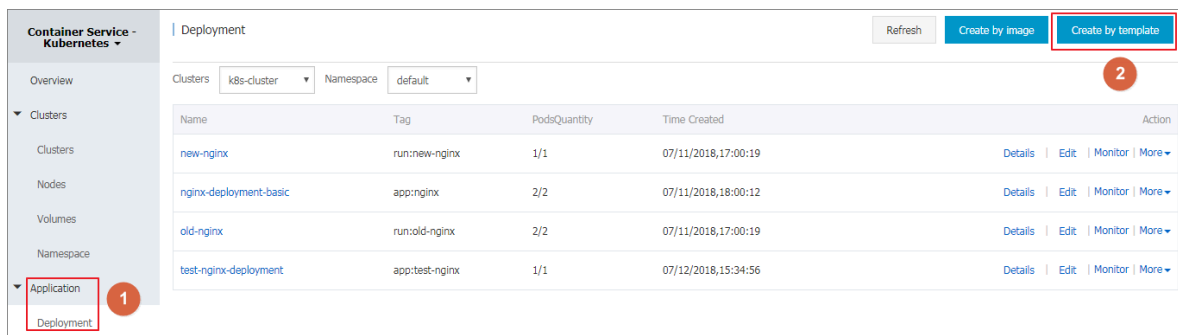 Container Service -
Kubernetes
Overview
Clusters
Clusters
Nodes
Volumes
Namespace
Application
1
Deployment
Deployment
Refresh
Create by image
Create by template
2
Clusters k8s-cluster Namespace default
Name Tag PodsQuantity Time Created Action
new-nginx run:new-nginx 1/1 07/11/2018,17:00:19 Details | Edit | Monitor | More
nginx-deployment-basic app:nginx 2/2 07/11/2018,18:00:12 Details | Edit | Monitor | More
old-nginx run:old-nginx 2/2 07/11/2018,17:00:19 Details | Edit | Monitor | More
test-nginx-deployment app:test-nginx 1/1 07/12/2018,15:34:56 Details | Edit | Monitor | More